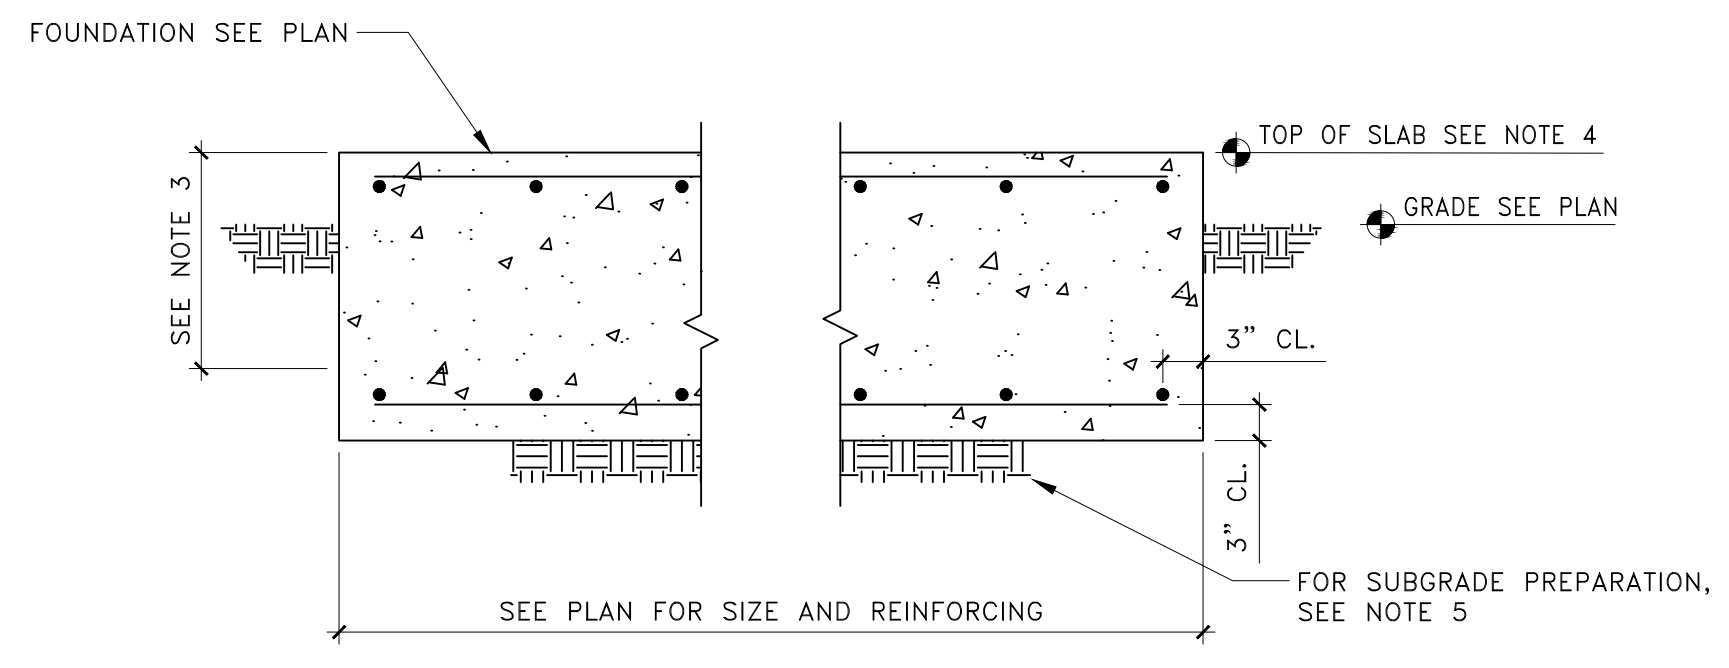 FOUNDATION SEE PLAN
TOP OF SLAB SEE NOTE 4
SEE NOTE 3
GRADE SEE PLAN
3” CL.
3” CL.
FOR SUBGRADE PREPARATION,
SEE NOTE 5
SEE PLAN FOR SIZE AND REINFORCING